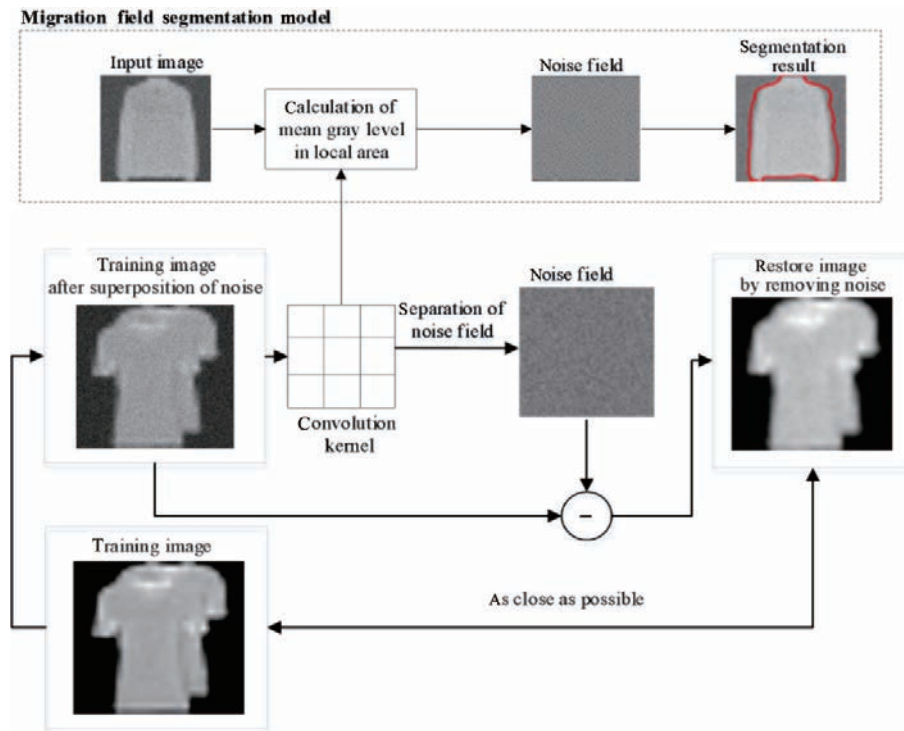 Migration field segmentation model
Input image
Calculation of
mean gray level
in local area
Noise field
Segmentation
result
Training image
after superposition of noise
Separation of
noise field
Noise field
Restore image
by removing noise
Convolution
kernel
−
Training image
As close as possible